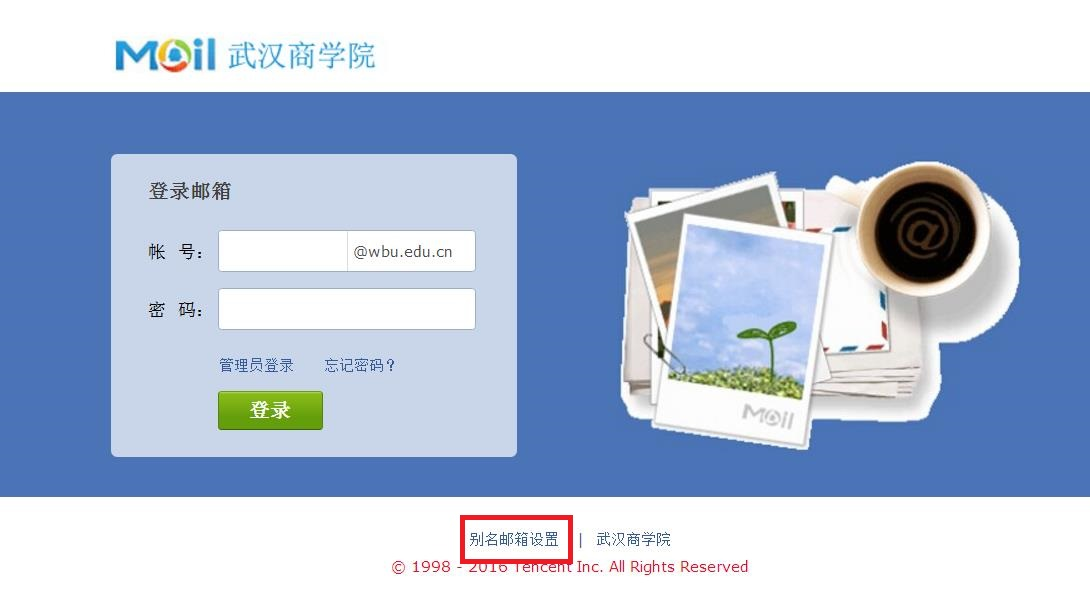 Mail 武汉商学院
登录邮箱
帐 号： @wbu.edu.cn
密 码：
管理员登录 忘记密码？
登录
@
Mail
别名邮箱设置 | 武汉商学院
© 1998 - 2016 Tencent Inc. All Rights Reserved